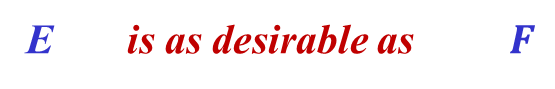 E is as desirable as F